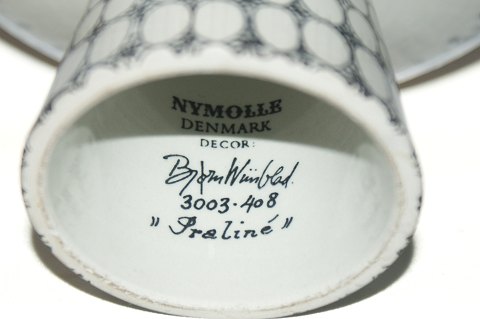 NYMOLLE
DENMARK
DECOR:
Bjørn Wiinblad.
3003-408
"Praliné"